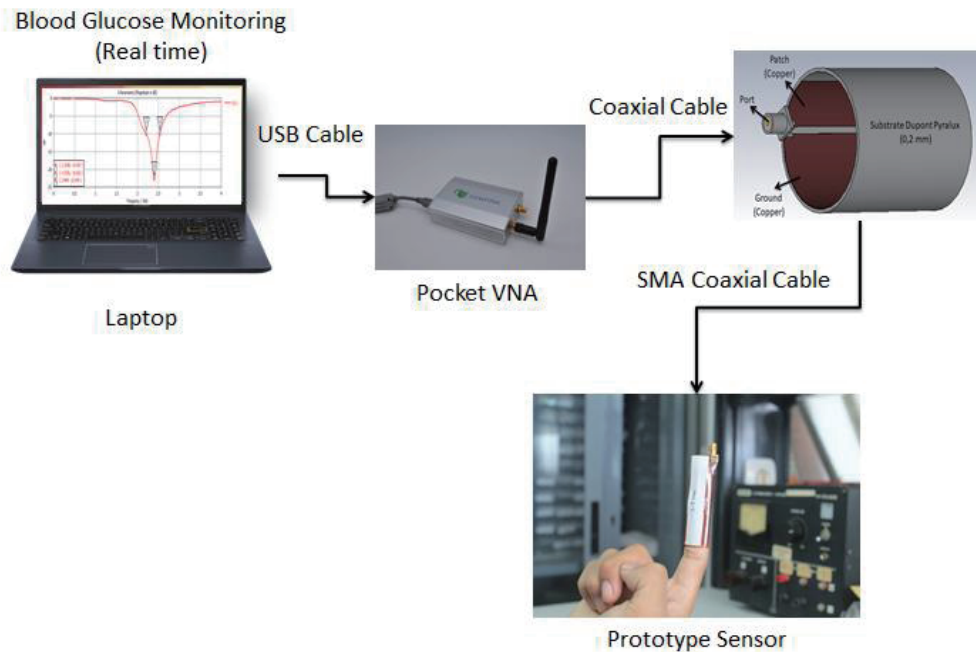 Blood Glucose Monitoring
(Real time)
USB Cable
Coaxial Cable
Patch
(Copper)
Port
Substrate Dupont Pyralux
(0,2 mm)
Ground
(Copper)
SMA Coaxial Cable
Pocket VNA
Laptop
Prototype Sensor